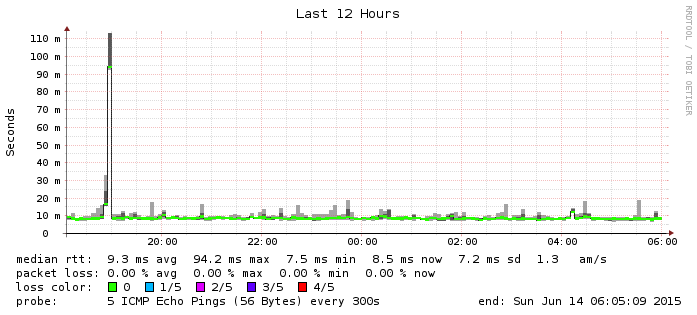 Last 12 Hours
RRDTOOL / TOBI OETIKER
Seconds
110 m
100 m
90 m
80 m
70 m
60 m
50 m
40 m
30 m
20 m
10 m
0
20:00 22:00 00:00 02:00 04:00 06:00
median rtt: 9.3 ms avg 94.2 ms max 7.5 ms min 8.5 ms now 7.2 ms sd 1.3 am/s
packet loss: 0.00 % avg 0.00 % max 0.00 % min 0.00 % now
loss color: 0 1/5 2/5 3/5 4/5
probe: 5 ICMP Echo Pings (56 Bytes) every 300s end: Sun Jun 14 06:05:09 2015